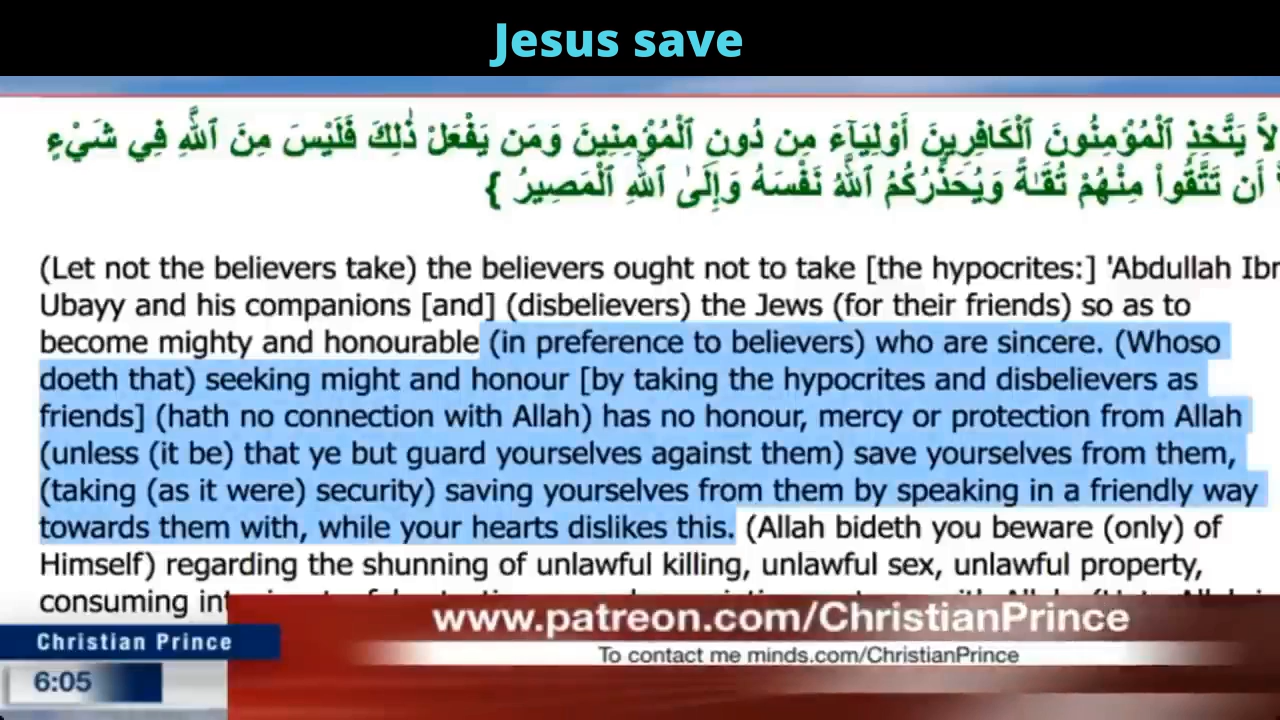 Jesus save
لاَّ يَتَّخِذِ ٱلْمُؤْمِنُونَ ٱلْكَافِرِينَ أَوْلِيَآءَ مِن دُونِ ٱلْمُؤْمِنِينَ وَمَن يَفْعَلْ ذٰلِكَ فَلَيْسَ مِنَ ٱللَّهِ فِي شَيْءٍ
أَن تَتَّقُواْ مِنْهُمْ تُقَـٰةً وَيُحَذِّرُكُمُ ٱللَّهُ نَفْسَهُ وَإِلَىٰ ٱللَّهِ ٱلْمَصِيرُ }
(Let not the believers take) the believers ought not to take [the hypocrites:] 'Abdullah Ibn
Ubayy and his companions [and] (disbelievers) the Jews (for their friends) so as to
become mighty and honourable (in preference to believers) who are sincere. (Whoso
doeth that) seeking might and honour [by taking the hypocrites and disbelievers as
friends] (hath no connection with Allah) has no honour, mercy or protection from Allah
(unless (it be) that ye but guard yourselves against them) save yourselves from them,
(taking (as it were) security) saving yourselves from them by speaking in a friendly way
towards them with, while your hearts dislikes this. (Allah bideth you beware (only) of
Himself) regarding the shunning of unlawful killing, unlawful sex, unlawful property,
consuming
www.patreon.com/ChristianPrince
Christian Prince
To contact me minds.com/ChristianPrince
6:05